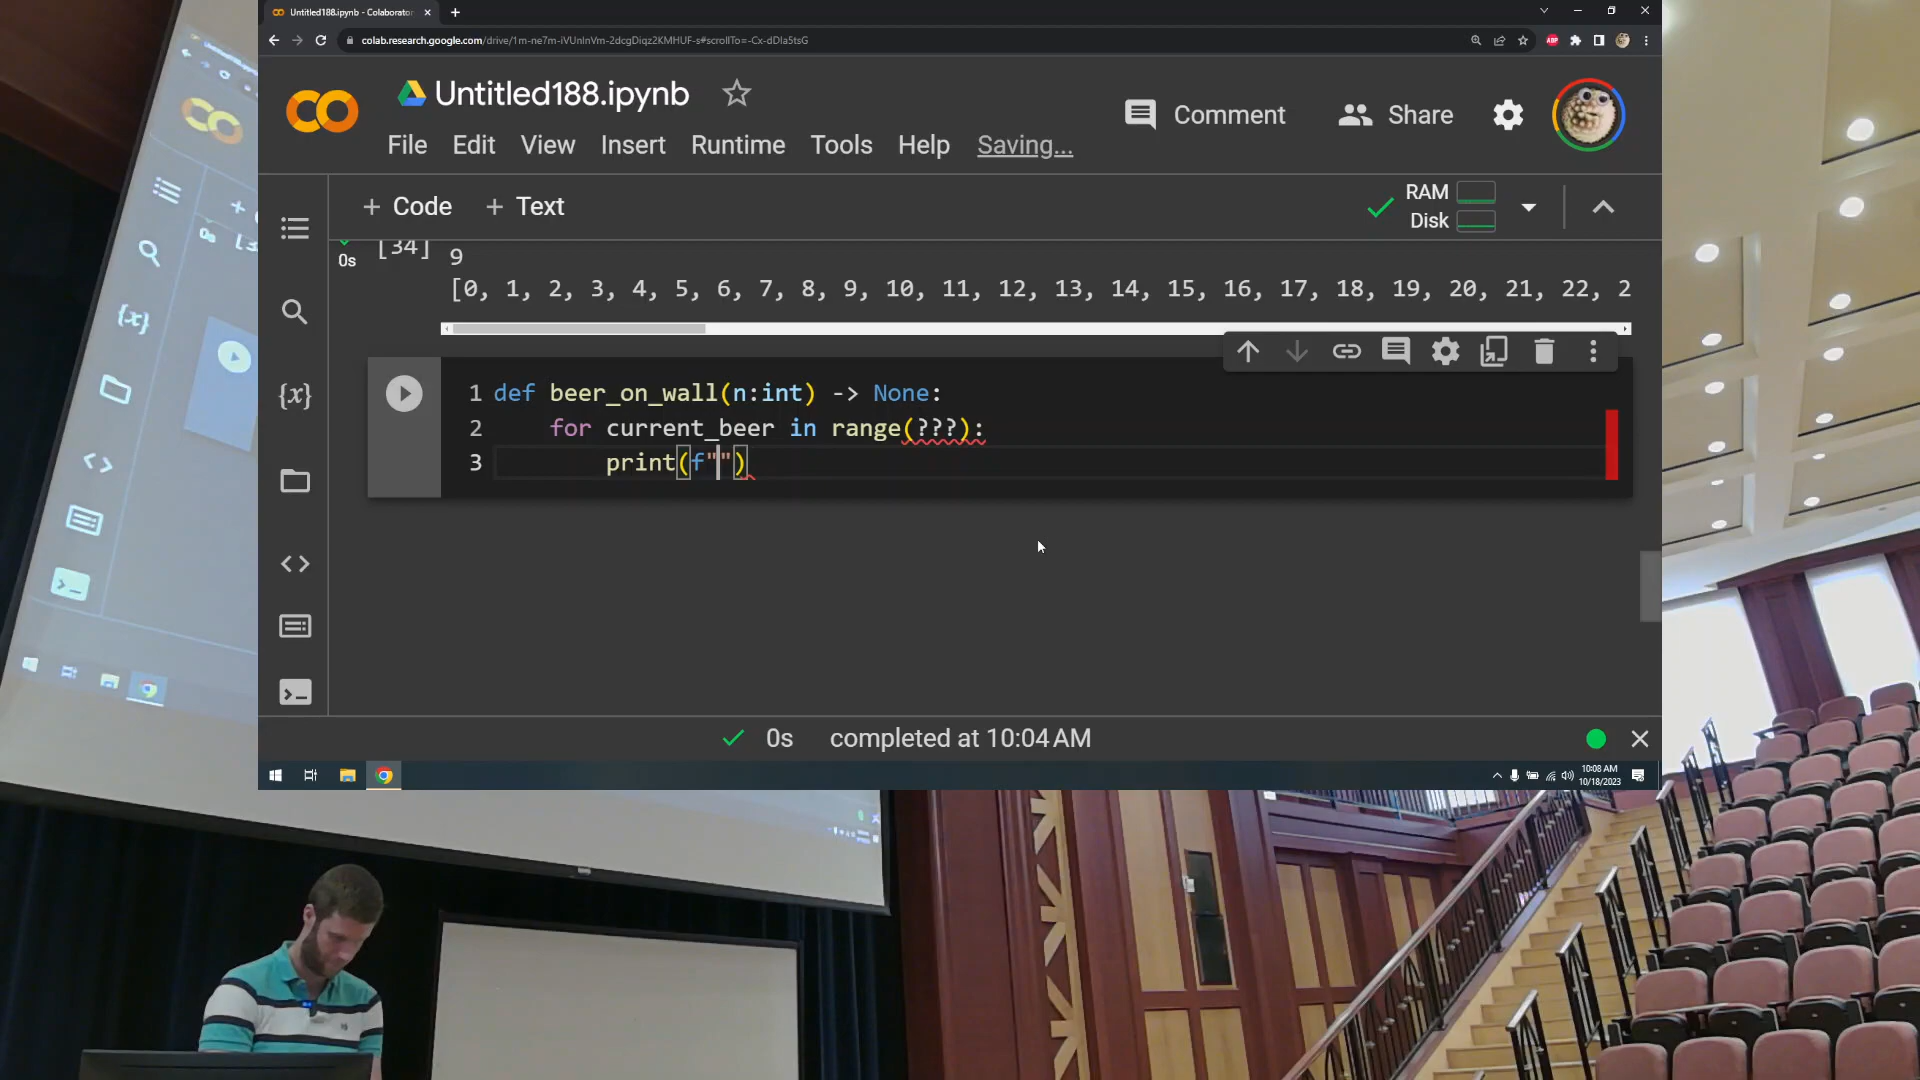 Untitled188.ipynb - Colaborator
colab.research.google.com/drive/1m-ne7m-iVUnInVm-2dcgDiqz2KMHUF-s#scrollTo=-Cx-dDIa5tsG
ABP
Untitled188.ipynb
Comment
Share
File Edit View Insert Runtime Tools Help Saving...
+ Code + Text
RAM
Disk
[34]
0s
9
[0, 1, 2, 3, 4, 5, 6, 7, 8, 9, 10, 11, 12, 13, 14, 15, 16, 17, 18, 19, 20, 21, 22, 2
{x}
1 def beer_on_wall(n:int) -> None:
2 for current_beer in range(???):
3 print(f"")
0s completed at 10:04 AM
10:08 AM
10/18/2023
{x}